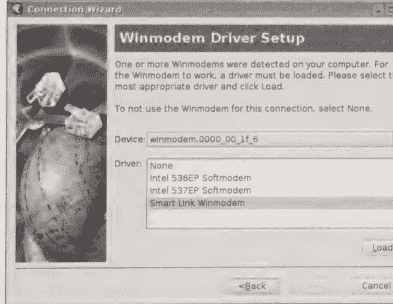 Connection Wizard
Winmodem Driver Setup
One or more Winmodems were detected on your computer. For
the Winmodem to work, a driver must be loaded. Please select t
most appropriate driver and click Load.
To not use the Winmodem for this connection, select None.
Device: winmodem.0000_00_1f_6
Driver: None
Intel 536EP Softmodem
Intel 537EP Softmodem
Smart Link Winmodem
Load
<Back
Cancel